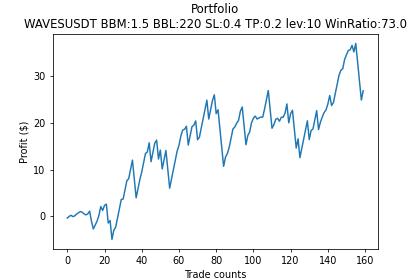 Portfolio
WAVESUSDT BBM:1.5 BBL:220 SL:0.4 TP:0.2 lev:10 WinRatio:73.0
30
20
10
0
Profit ($)
0 20 40 60 80 100 120 140 160
Trade counts